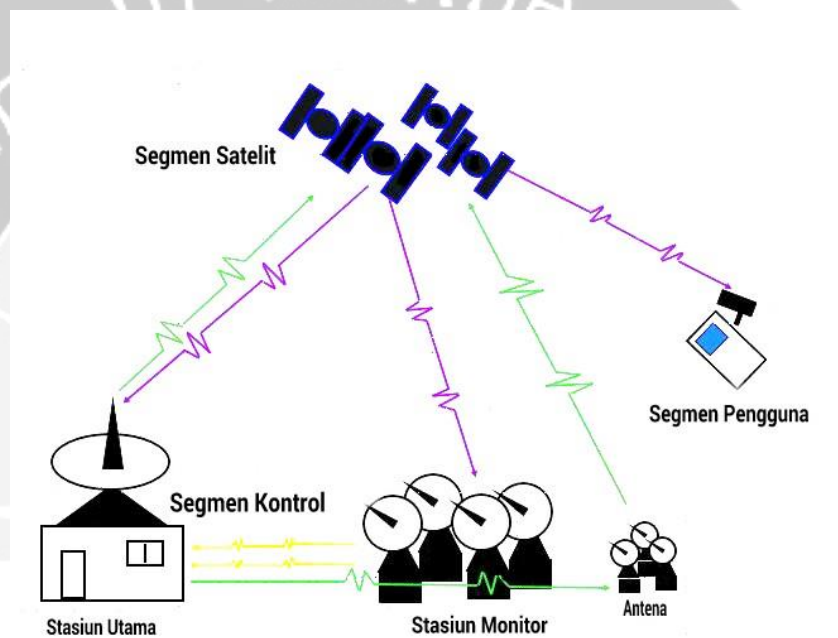 Segmen Satelit
Segmen Pengguna
Segmen Kontrol
Stasiun Utama
Stasiun Monitor
Antena